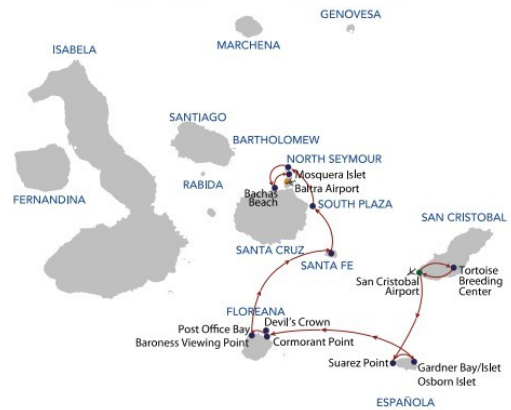 GENOVESA
MARCHENA
ISABELA
SANTIAGO
BARTHOLOMEW
NORTH SEYMOUR
Mosquera Islet
Baltra Airport
RABIDA
Bachas
Beach
FERNANDINA
SOUTH PLAZA
SAN CRISTOBAL
SANTA CRUZ
SANTA FE
San Cristobal
Airport
Tortoise
Breeding
Center
FLOREANA
Devil's Crown
Post Office Bay
Baroness Viewing Point
Cormorant Point
Suarez Point
Gardner Bay/Islet
Osborn Islet
ESPAÑOLA